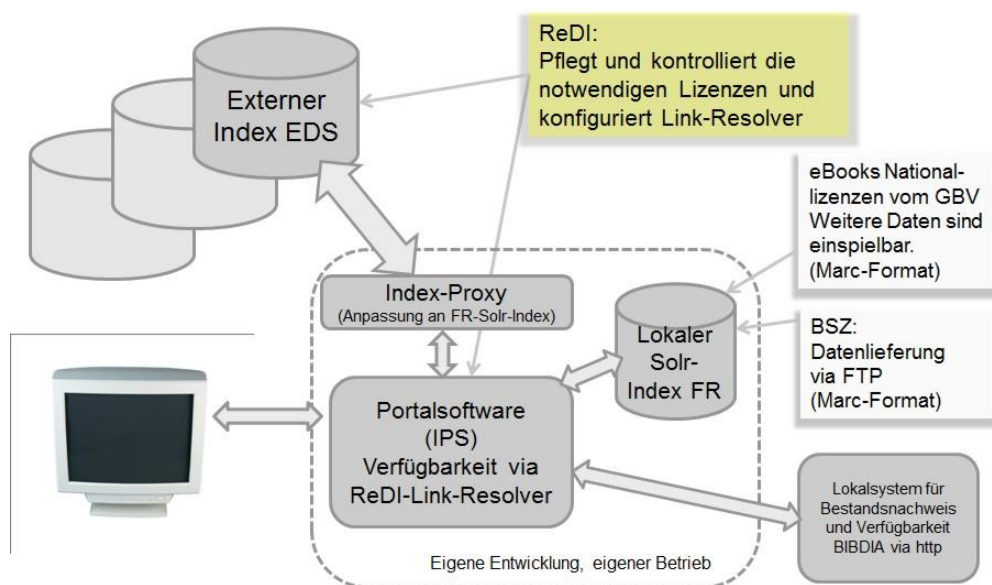 ReDI:
Pflegt und kontrolliert die
notwendigen Lizenzen und
konfiguriert Link-Resolver
Externer
Index EDS
eBooks National-
lizenzen vom GBV
Weitere Daten sind
einspielbar.
(Marc-Format)
Index-Proxy
(Anpassung an FR-Solr-Index)
Lokaler
Solr-
Index FR
BSZ:
Datenlieferung
via FTP
(Marc-Format)
Portalsoftware
(IPS)
Verfügbarkeit via
ReDI-Link-Resolver
Lokalsystem für
Bestandsnachweis
und Verfügbarkeit
BIBDIA via http
Eigene Entwicklung, eigener Betrieb